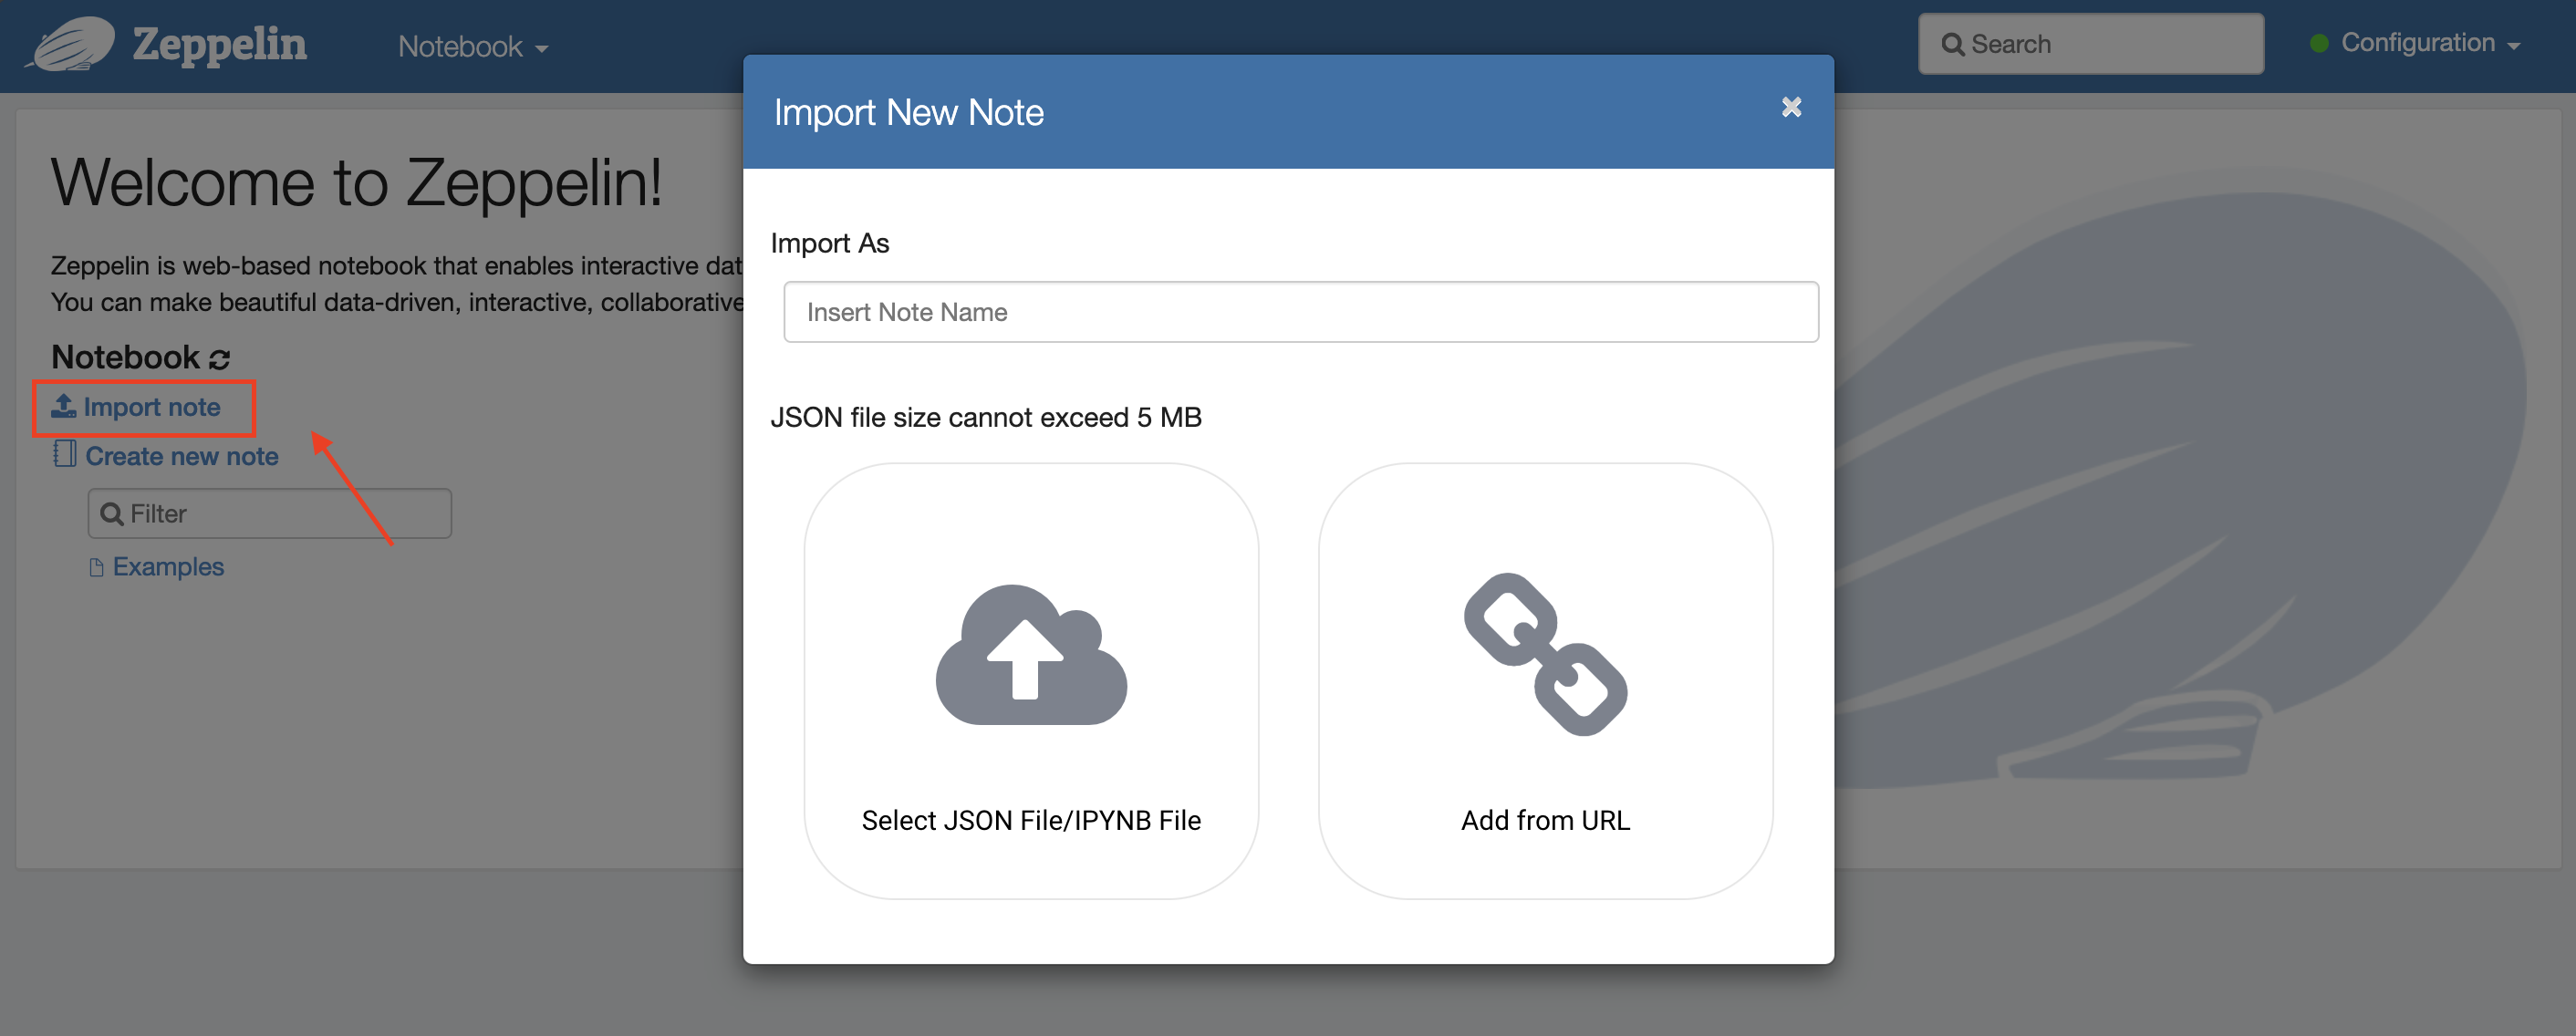 Zeppelin
Notebook
Search
Configuration
Welcome to Zeppelin!
Zeppelin is web-based notebook that enables interactive dat
You can make beautiful data-driven, interactive, collaborative
Notebook
Import note
Create new note
Filter
Examples
Import New Note
Import As
Insert Note Name
JSON file size cannot exceed 5 MB
Select JSON File/IPYNB File
Add from URL